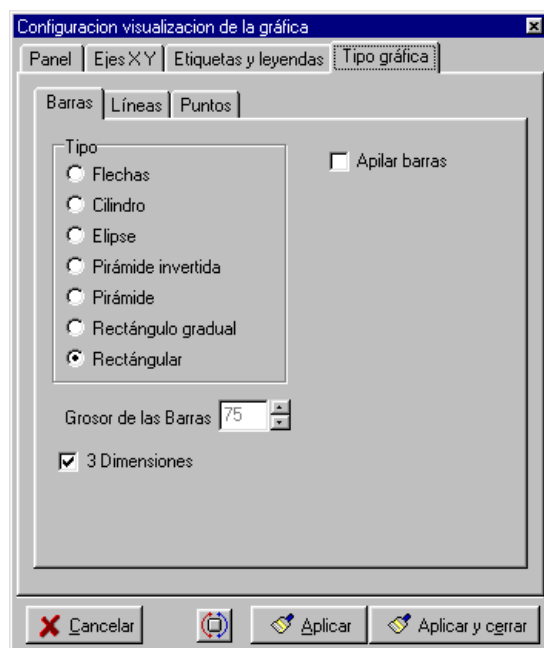 Configuracion visualizacion de la gráfica
Panel Ejes X Y Etiquetas y leyendas Tipo gráfica
Barras Líneas Puntos
Tipo
Flechas
Apilar barras
Cilindro
Elipse
Pirámide invertida
Pirámide
Rectángulo gradual
Rectángular
Grosor de las Barras 75
3 Dimensiones
Cancelar Aplicar Aplicar y cerrar